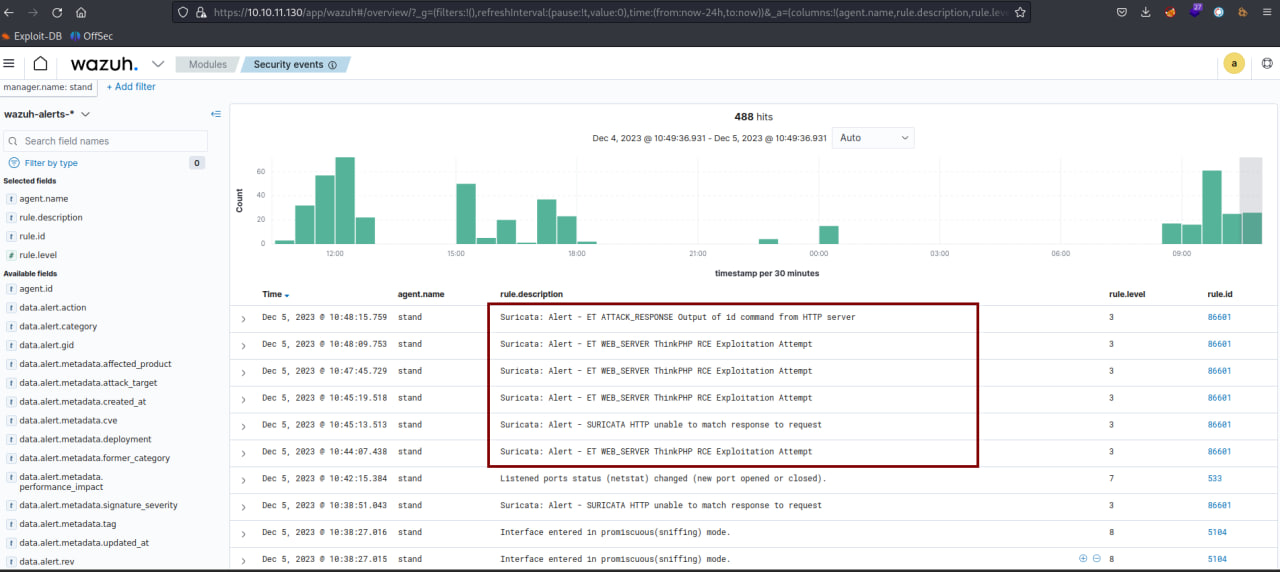 https://10.10.11.130/app/wazuh#/overview/?_g=(filters:!(),refreshInterval:(pause:!t,value:0),time:(from:now-24h,to:now))&_a=(columns:!(agent.name,rule.description,rule.leve
27
Exploit-DB OffSec
wazuh. Modules Security events a
manager.name: stand + Add filter
wazuh-alerts-*
Search field names
Filter by type 0
Selected fields
t agent.name
t rule.description
t rule.id
# rule.level
Available fields
t agent.id
t data.alert.action
t data.alert.category
t data.alert.gid
t data.alert.metadata.affected_product
t data.alert.metadata.attack_target
t data.alert.metadata.created_at
t data.alert.metadata.cve
t data.alert.metadata.deployment
t data.alert.metadata.former_category
t data.alert.metadata.
performance_impact
t data.alert.metadata.signature_severity
t data.alert.metadata.tag
t data.alert.metadata.updated_at
t data.alert.rev
488 hits
Dec 4, 2023 @ 10:49:36.931 - Dec 5, 2023 @ 10:49:36.931 Auto
Count
60
40
20
0
12:00 15:00 18:00 21:00 00:00 03:00 06:00 09:00
timestamp per 30 minutes
Time agent.name rule.description rule.level rule.id
Dec 5, 2023 @ 10:48:15.759 stand Suricata: Alert - ET ATTACK_RESPONSE Output of id command from HTTP server 3 86601
Dec 5, 2023 @ 10:48:09.753 stand Suricata: Alert - ET WEB_SERVER ThinkPHP RCE Exploitation Attempt 3 86601
Dec 5, 2023 @ 10:47:45.729 stand Suricata: Alert - ET WEB_SERVER ThinkPHP RCE Exploitation Attempt 3 86601
Dec 5, 2023 @ 10:45:19.518 stand Suricata: Alert - ET WEB_SERVER ThinkPHP RCE Exploitation Attempt 3 86601
Dec 5, 2023 @ 10:45:13.513 stand Suricata: Alert - SURICATA HTTP unable to match response to request 3 86601
Dec 5, 2023 @ 10:44:07.438 stand Suricata: Alert - ET WEB_SERVER ThinkPHP RCE Exploitation Attempt 3 86601
Dec 5, 2023 @ 10:42:15.384 stand Listened ports status (netstat) changed (new port opened or closed). 7 533
Dec 5, 2023 @ 10:38:51.043 stand Suricata: Alert - SURICATA HTTP unable to match response to request 3 86601
Dec 5, 2023 @ 10:38:27.016 stand Interface entered in promiscuous(sniffing) mode. 8 5104
Dec 5, 2023 @ 10:38:27.015 stand Interface entered in promiscuous(sniffing) mode. 8 5104